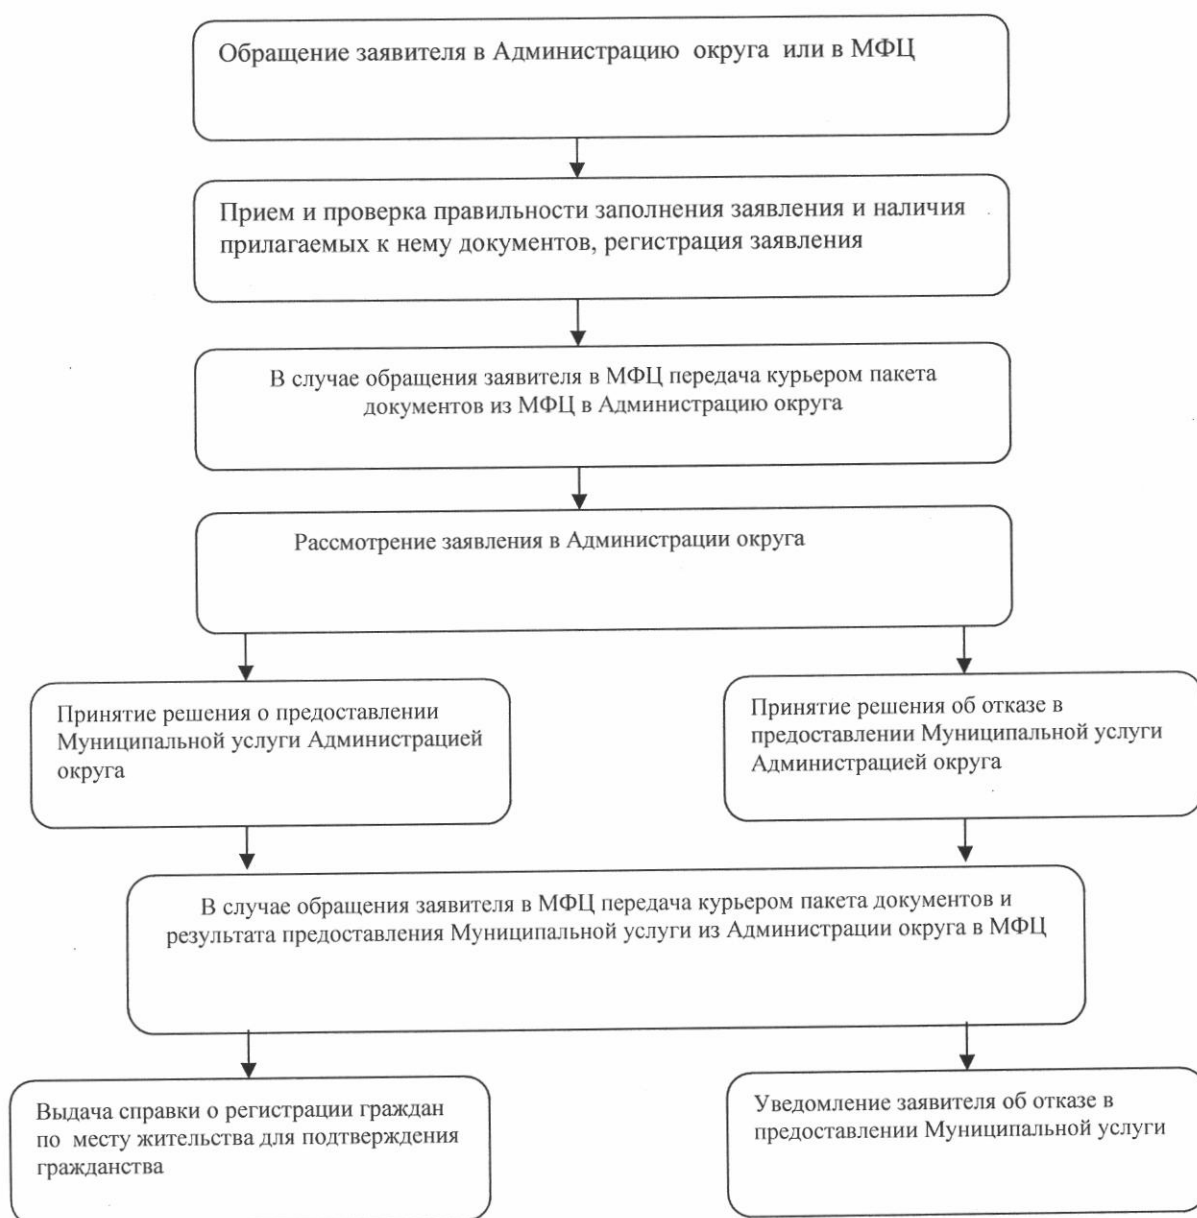 Обращение заявителя в Администрацию округа или в МФЦ
Прием и проверка правильности заполнения заявления и наличия
прилагаемых к нему документов, регистрация заявления
В случае обращения заявителя в МФЦ передача курьером пакета
документов из МФЦ в Администрацию округа
Рассмотрение заявления в Администрации округа
Принятие решения о предоставлении
Муниципальной услуги Администрацией
округа
Принятие решения об отказе в
предоставлении Муниципальной услуги
Администрацией округа
В случае обращения заявителя в МФЦ передача курьером пакета документов и
результата предоставления Муниципальной услуги из Администрации округа в МФЦ
Выдача справки о регистрации граждан
по месту жительства для подтверждения
гражданства
Уведомление заявителя об отказе в
предоставлении Муниципальной услуги